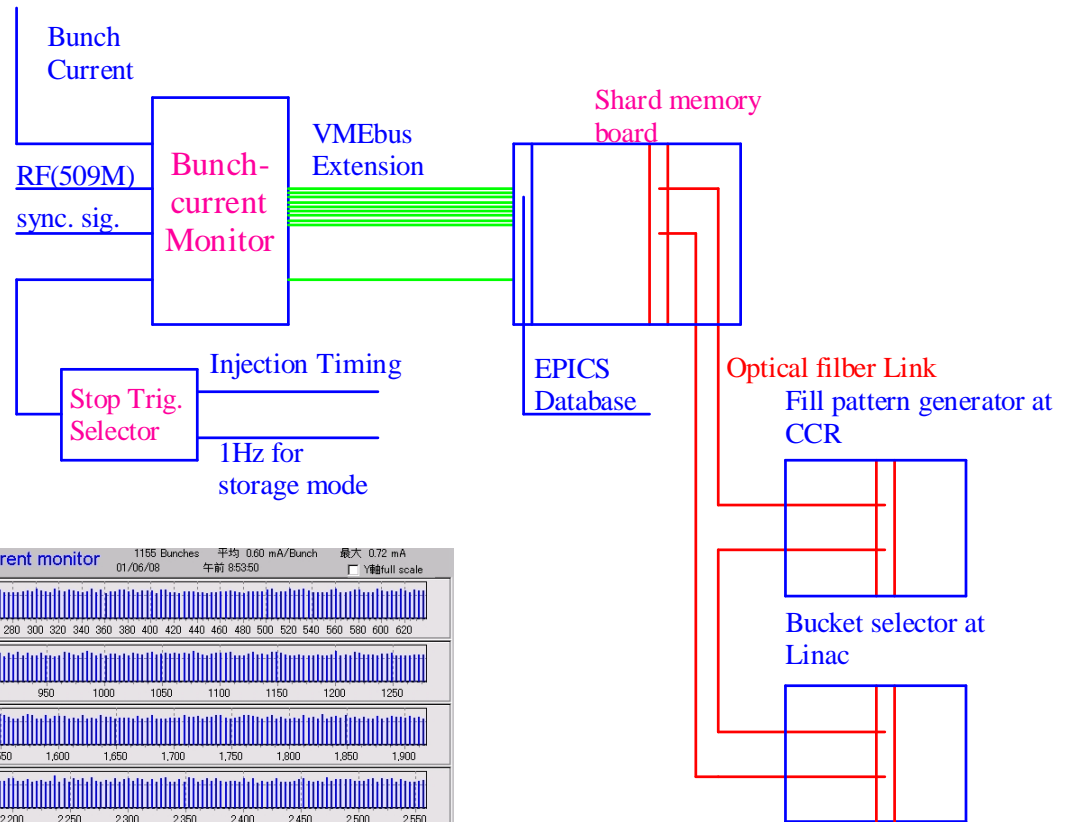 Bunch
Current
RF(509M)
sync. sig.
Bunch-
current
Monitor
VMEbus
Extension
Shard memory
board
Stop Trig.
Selector
Injection Timing
1Hz for
storage mode
EPICS
Database
Optical filber Link
Fill pattern generator at
CCR
Bucket selector at
Linac
rent monitor
1155 Bunches 平均 0.60 mA/Bunch 最大 0.72 mA
01/06/08 午前 8:53:50 Y軸full scale
280 300 320 340 360 380 400 420 440 460 480 500 520 540 560 580 600 620
950 1000 1050 1100 1150 1200 1250
50 1,600 1,650 1,700 1,750 1,800 1,850 1,900
2,200 2,250 2,300 2,350 2,400 2,450 2,500 2,550